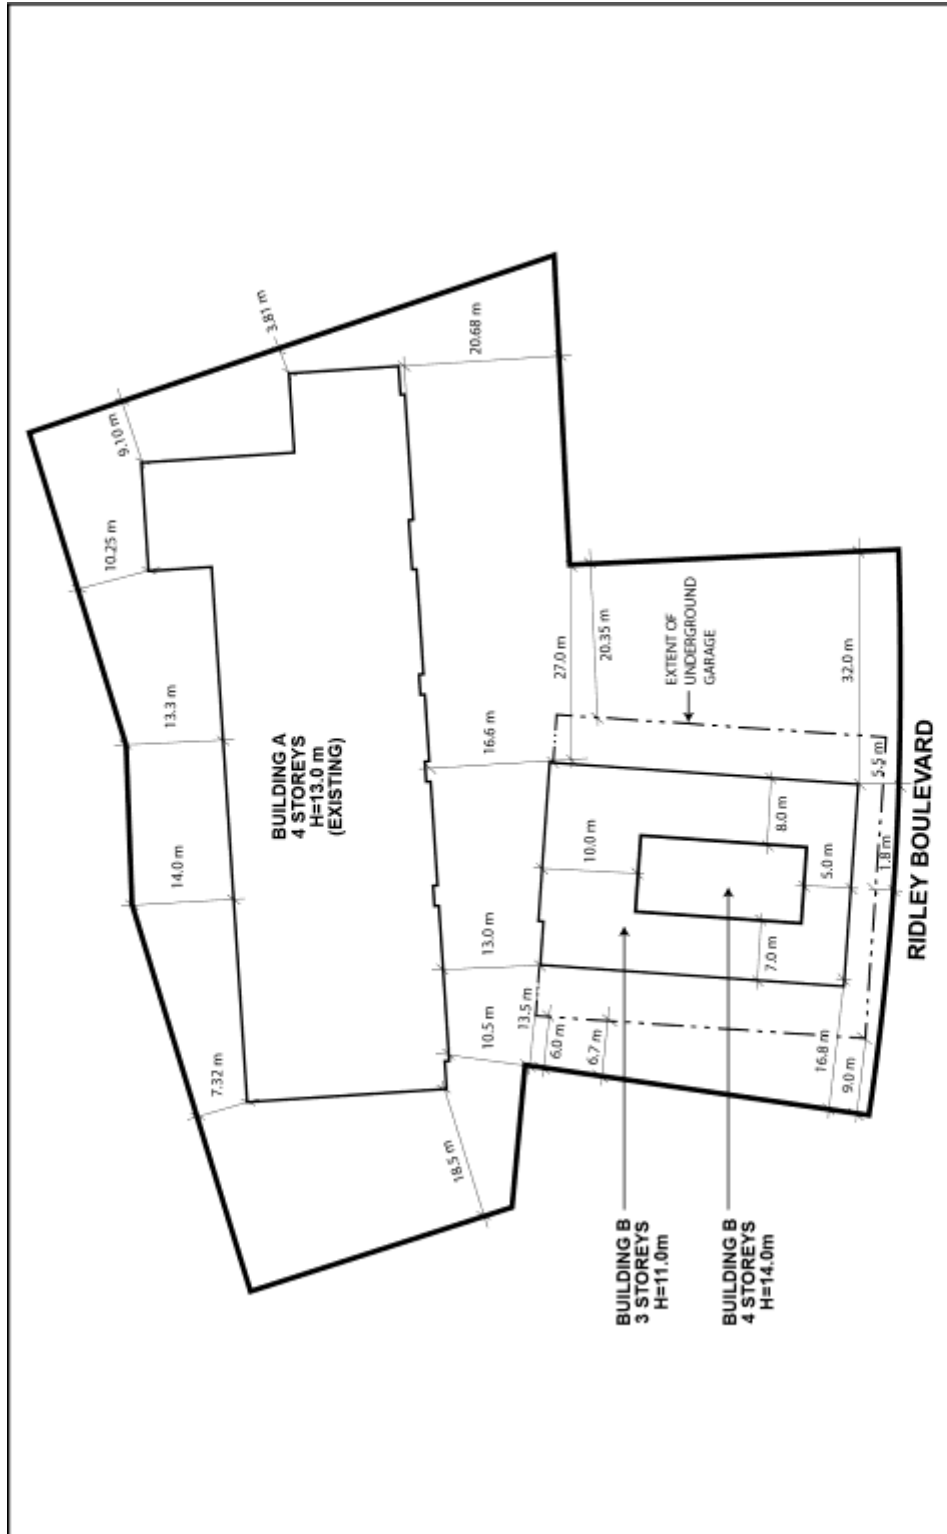 3.81 m
9.10 m
20.68 m
10.25 m
13.3 m
14.0 m
7.32 m
BUILDING A
4 STOREYS
H=13.0 m
(EXISTING)
16.6 m
27.0 m
20.35 m
EXTENT OF
UNDERGROUND
GARAGE
32.0 m
13.0 m
10.5 m
18.5 m
10.0 m
8.0 m
5.0 m
7.0 m
5.5 m
1.8 m
13.5 m
6.0 m
6.7 m
16.8 m
9.0 m
BUILDING B
3 STOREYS
H=11.0m
BUILDING B
4 STOREYS
H=14.0m
RIDLEY BOULEVARD